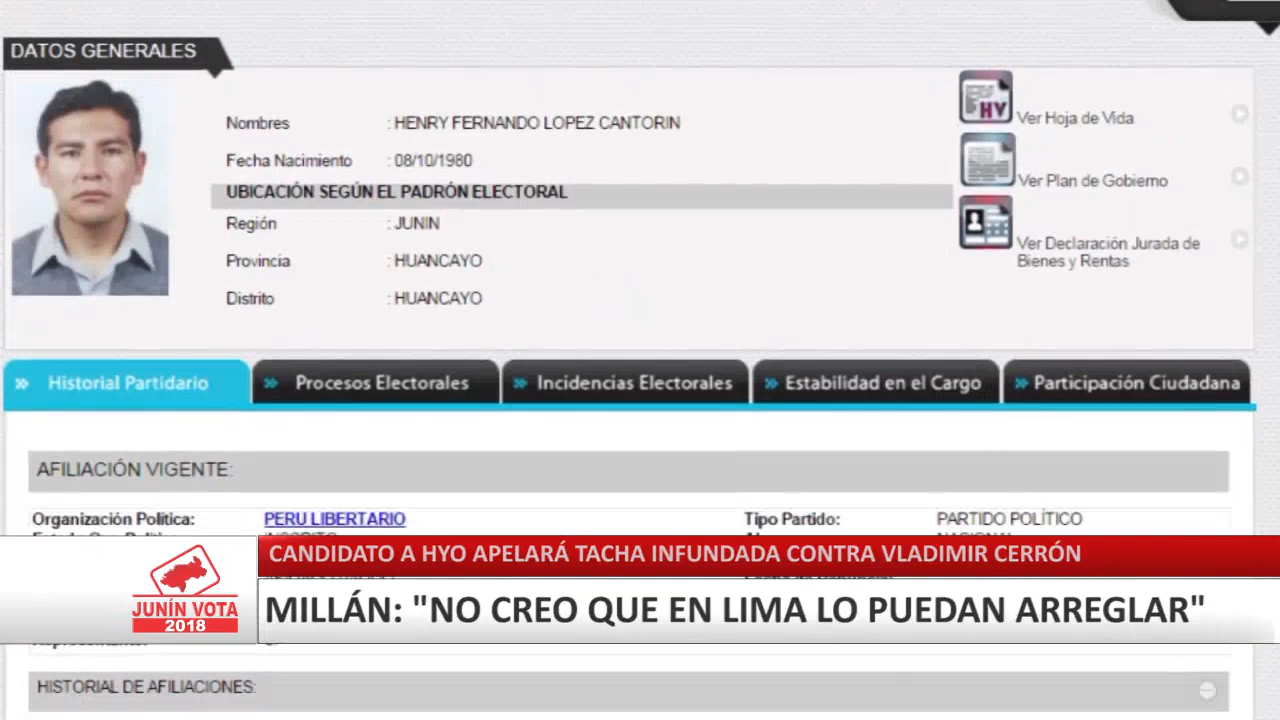 DATOS GENERALES
Nombres : HENRY FERNANDO LOPEZ CANTORIN
Fecha Nacimiento : 08/10/1980
UBICACIÓN SEGÚN EL PADRÓN ELECTORAL
Región : JUNIN
Provincia : HUANCAYO
Distrito : HUANCAYO
HV
Ver Hoja de Vida
Ver Plan de Gobierno
Ver Declaración Jurada de
Bienes y Rentas
Historial Partidario
Procesos Electorales
Incidencias Electorales
Estabilidad en el Cargo
Participación Ciudadana
AFILIACIÓN VIGENTE:
Organización Política: PERU LIBERTARIO Tipo Partido: PARTIDO POLÍTICO
CANDIDATO A HYO APELARÁ TACHA INFUNDADA CONTRA VLADIMIR CERRÓN
JUNÍN VOTA
2018
MILLÁN: "NO CREO QUE EN LIMA LO PUEDAN ARREGLAR"
HISTORIAL DE AFILIACIONES: